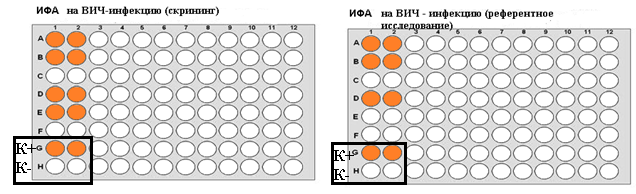 ИФА на ВИЧ-инфекцию (скрининг)
1 2 3 4 5 6 7 8 9 10 11 12
A
B
C
D
E
F
G
H
К+
К-
ИФА на ВИЧ - инфекцию (референтное
исследование)
1 2 3 4 5 6 7 8 9 10 11 12
A
B
C
D
E
F
G
H
К+
К-